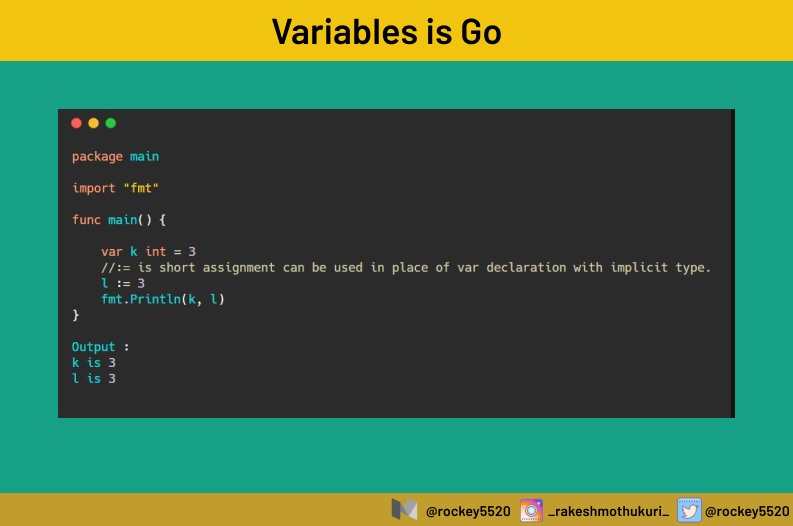 Variables is Go
package main
import "fmt"
func main() {
var k int = 3
//:= is short assignment can be used in place of var declaration with implicit type.
l := 3
fmt.Println(k, l)
}
Output :
k is 3
l is 3
@rockey5520 _rakeshmothukuri_ @rockey5520